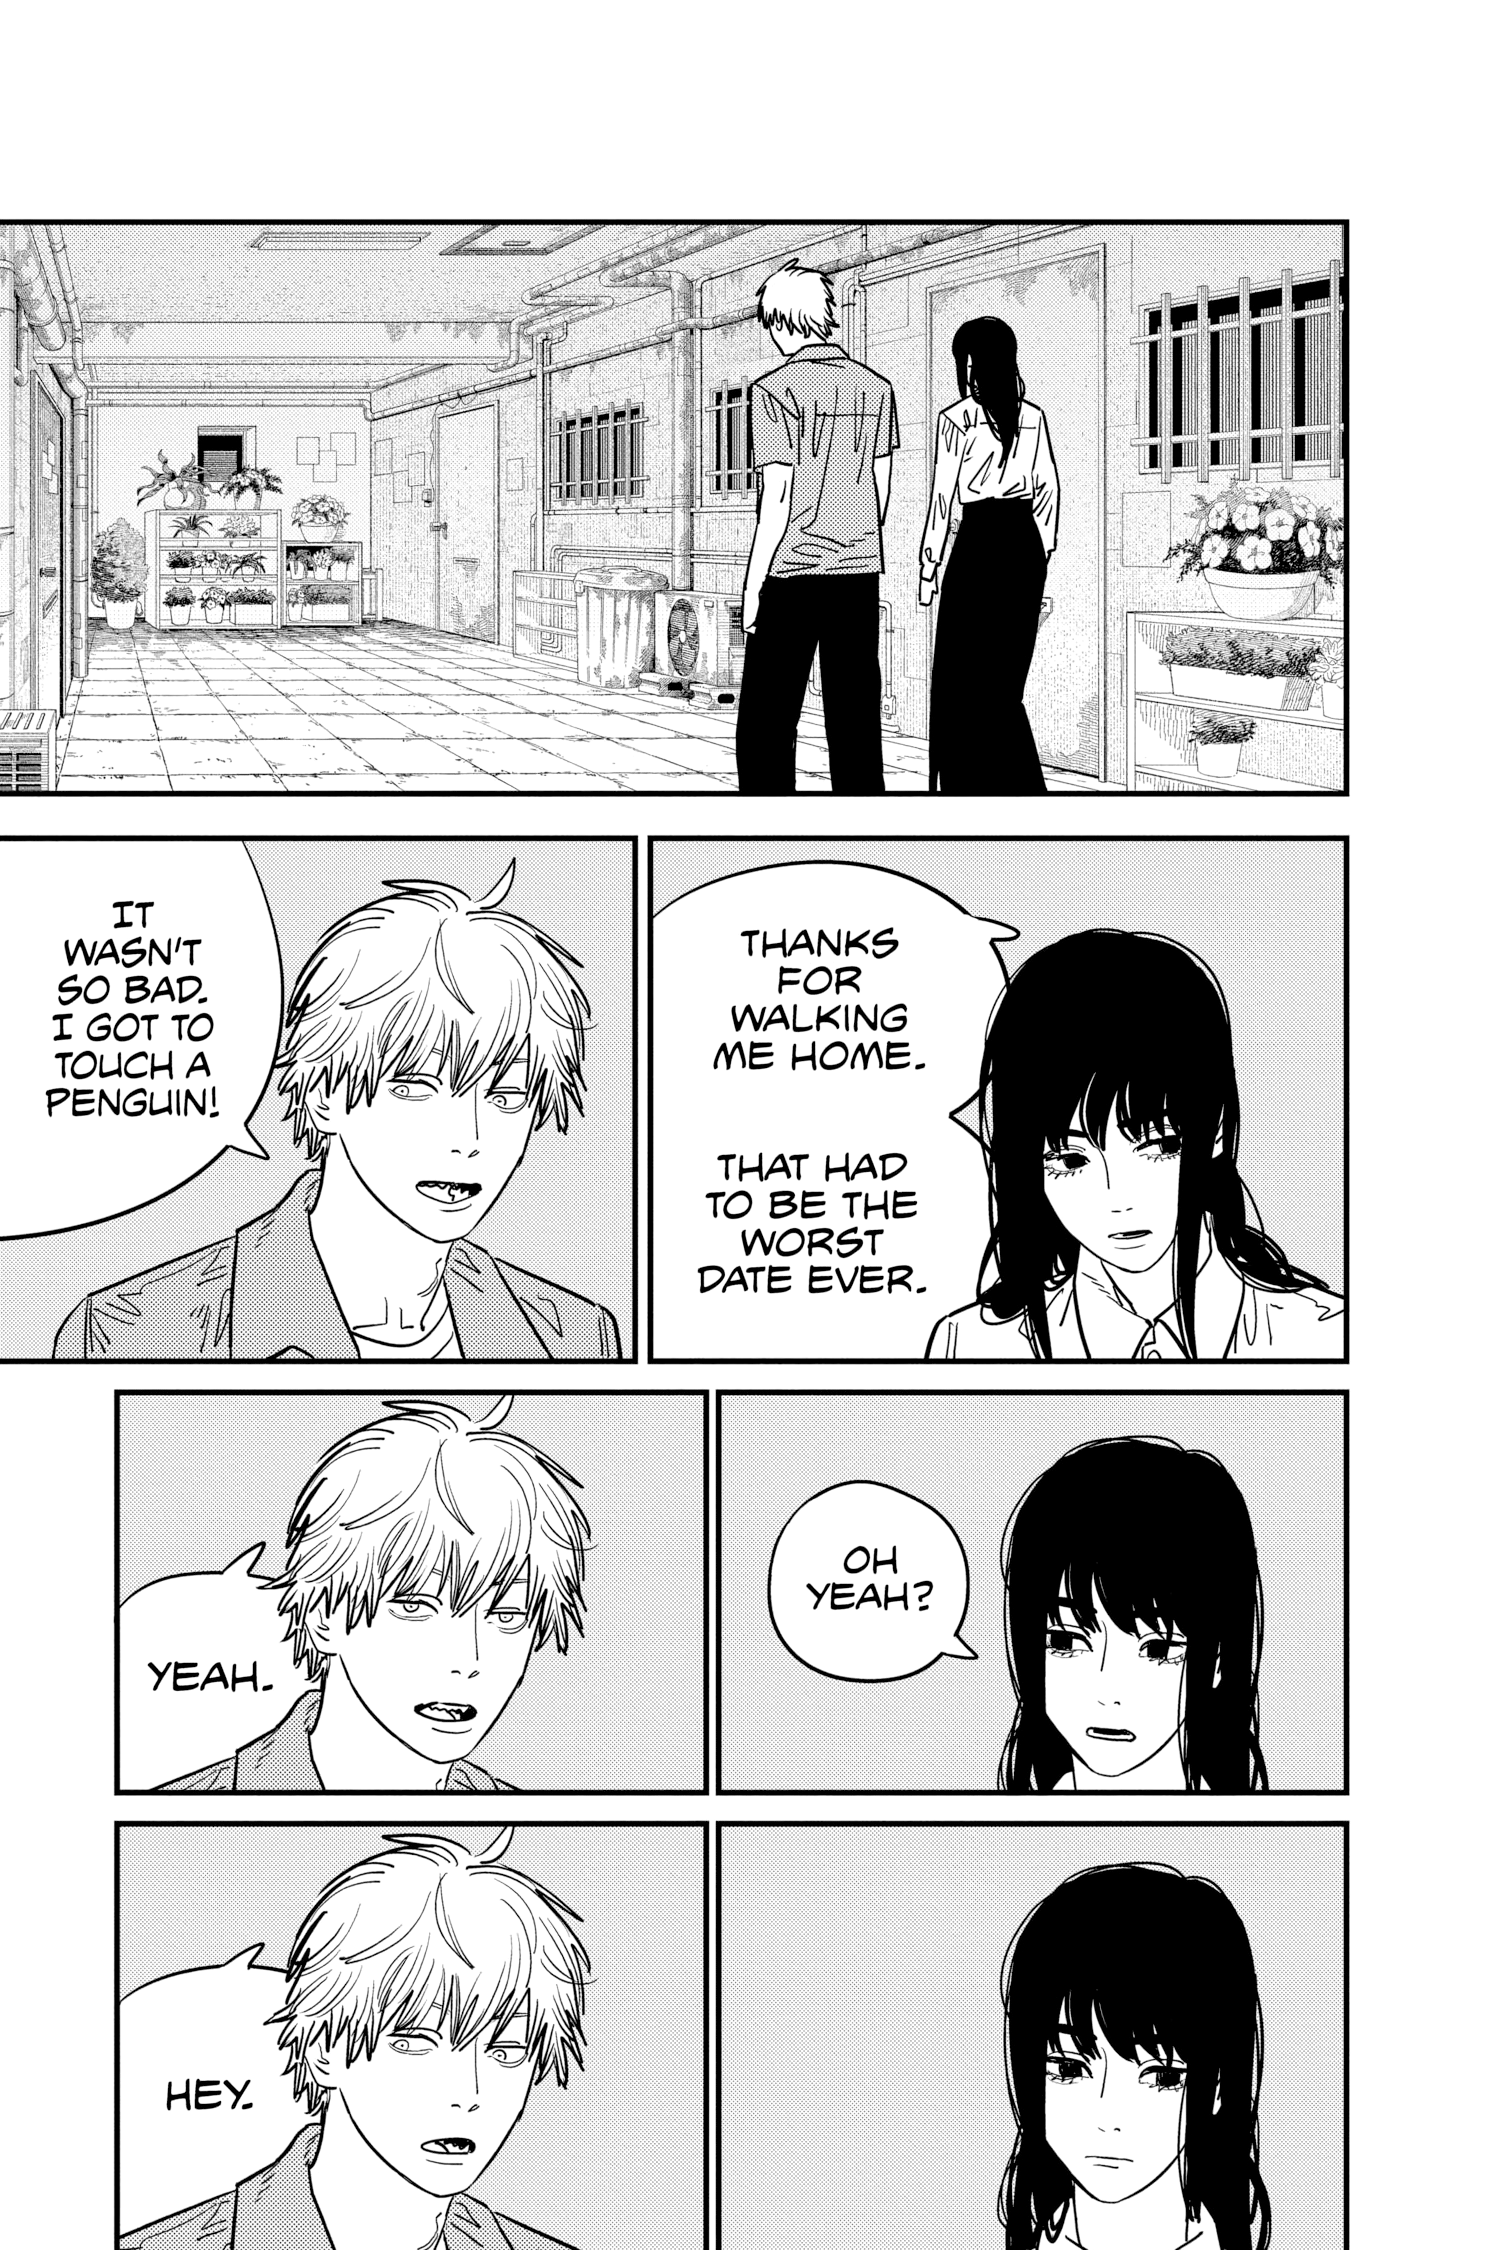 THANKS
FOR
WALKING
ME HOME.
THAT HAD
TO BE THE
WORST
DATE EVER.
IT
WASN'T
SO BAD.
I GOT TO
TOUCH A
PENGUIN!
OH
YEAH?
YEAH.
HEY.